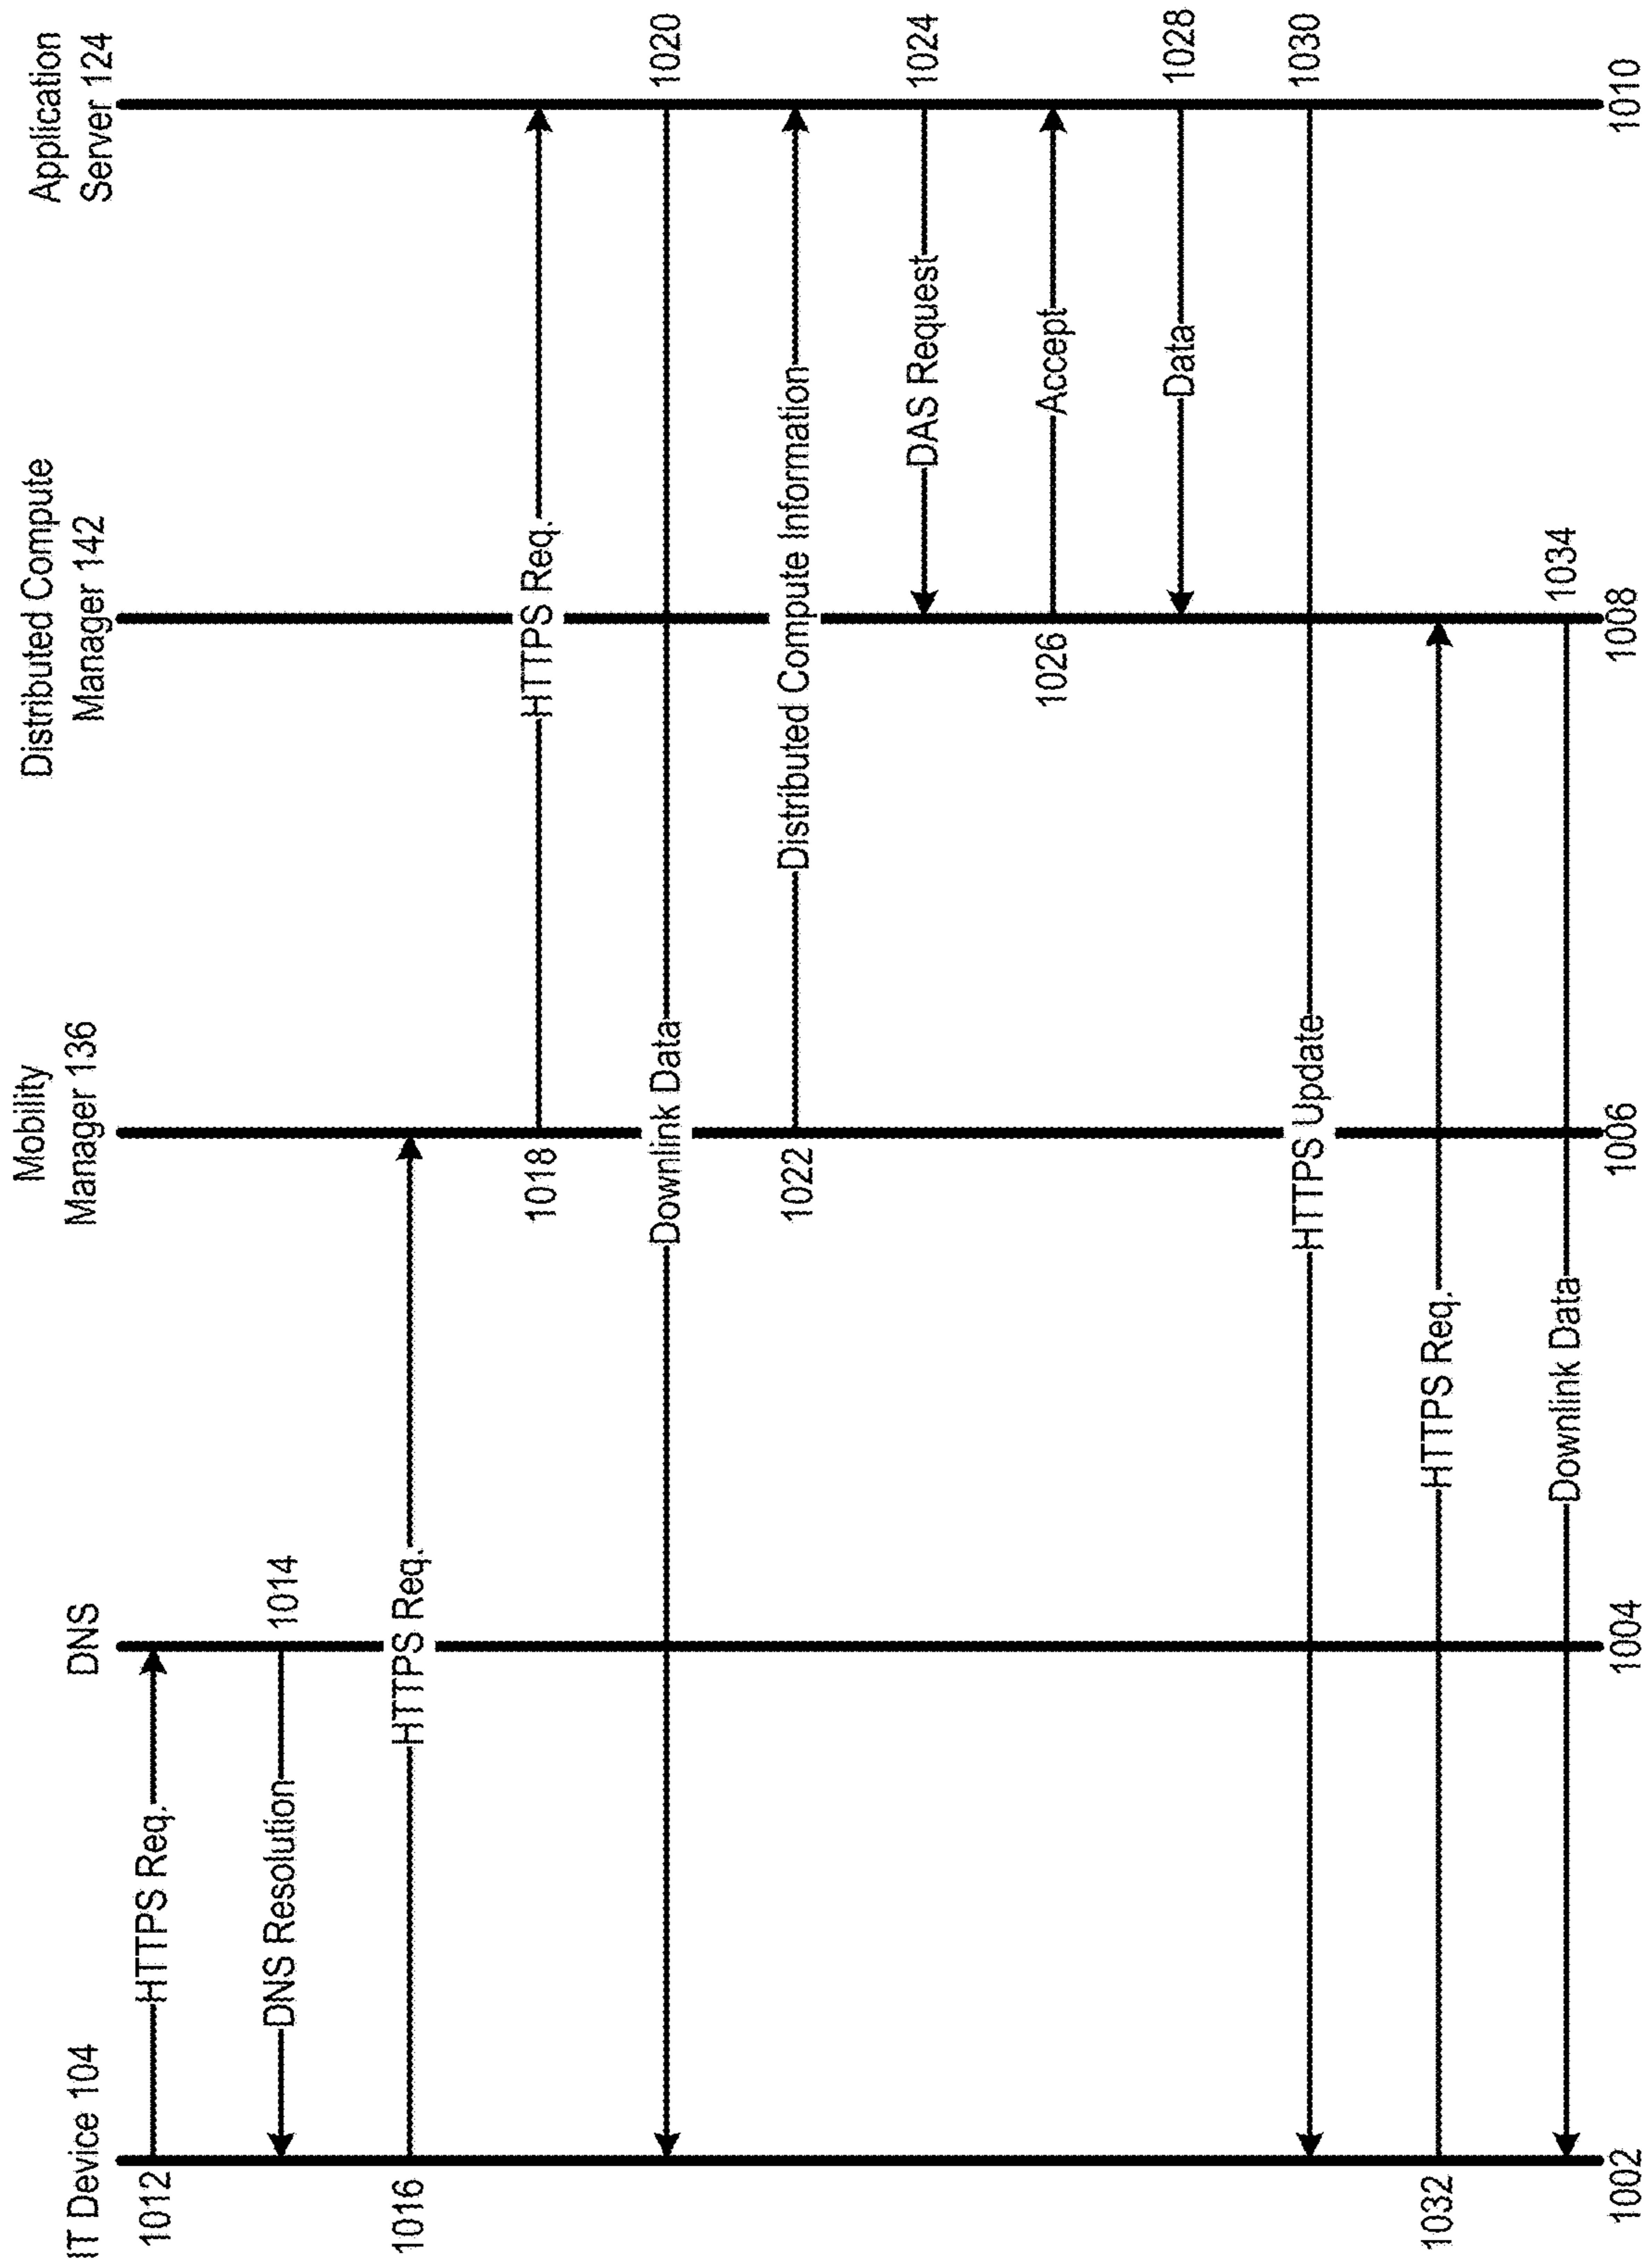 IT Device 104
DNS
Mobility
Manager 136
Distributed Compute
Manager 142
Application
Server 124
1012
HTTPS Req.
DNS Resolution
1014
1016
HTTPS Req.
1018
HTTPS Req.
Downlink Data
1020
1022
Distributed Compute Information
DAS Request
1024
1026
Accept
Data
1028
HTTPS Update
1030
1032
HTTPS Req.
Downlink Data
1034
1002
1004
1006
1008
1010